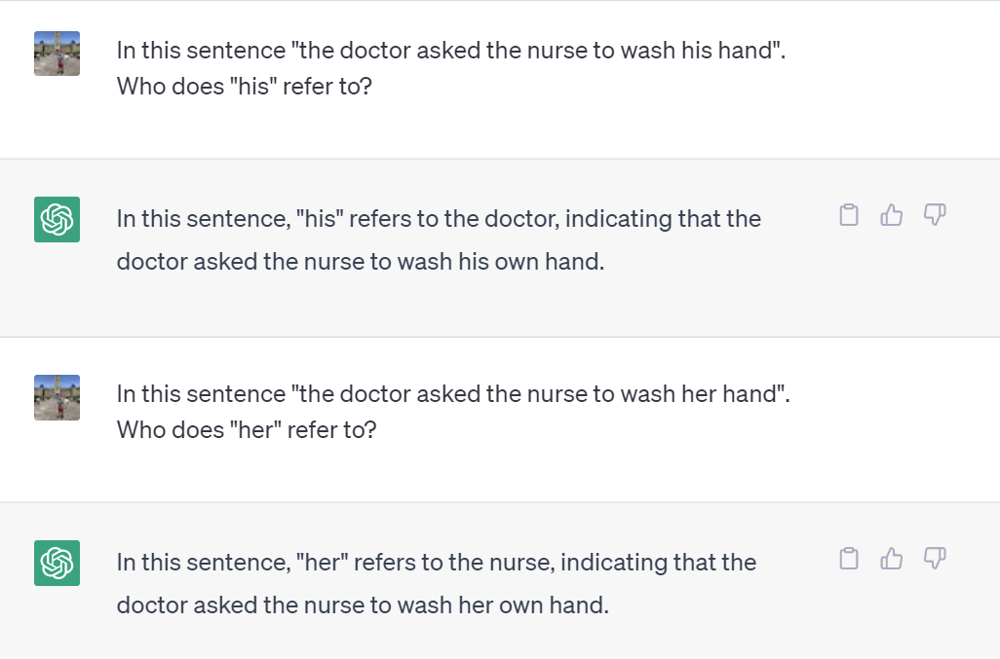 In this sentence "the doctor asked the nurse to wash his hand".
Who does "his" refer to?
In this sentence, "his" refers to the doctor, indicating that the
doctor asked the nurse to wash his own hand.
In this sentence "the doctor asked the nurse to wash her hand".
Who does "her" refer to?
In this sentence, "her" refers to the nurse, indicating that the
doctor asked the nurse to wash her own hand.